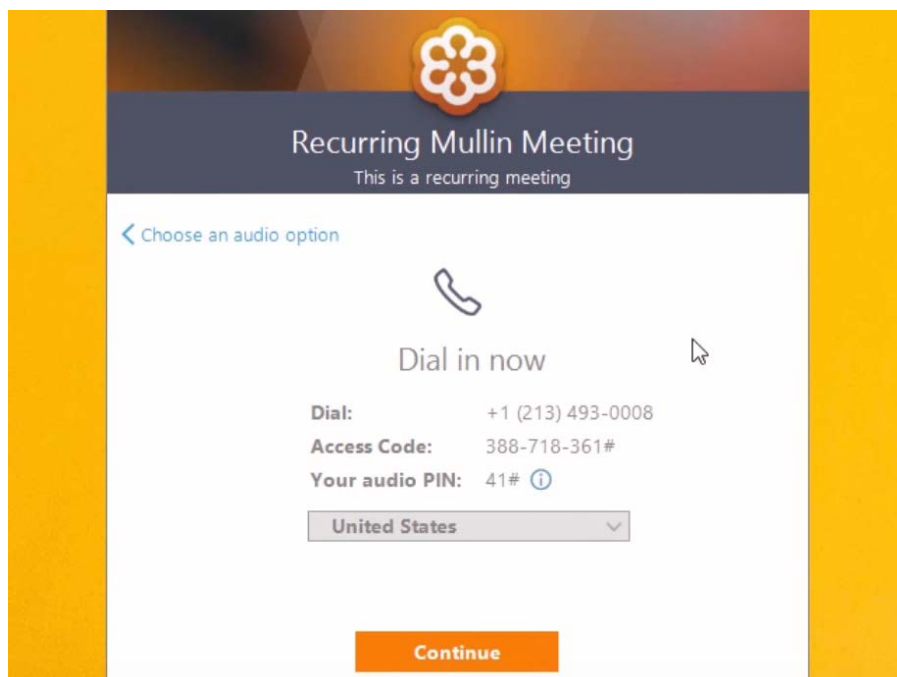 Recurring Mullin Meeting
This is a recurring meeting
Choose an audio option
Dial in now
Dial: +1 (213) 493-0008
Access Code: 388-718-361#
Your audio PIN: 41#
United States
Continue